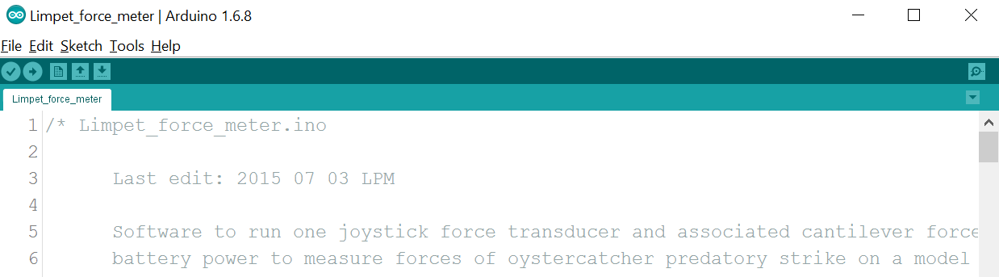 Limpet_force_meter | Arduino 1.6.8
File Edit Sketch Tools Help
Limpet_force_meter
1 /* Limpet_force_meter.ino
2
3 Last edit: 2015 07 03 LPM
4
5 Software to run one joystick force transducer and associated cantilever force
6 battery power to measure forces of oystercatcher predatory strike on a model